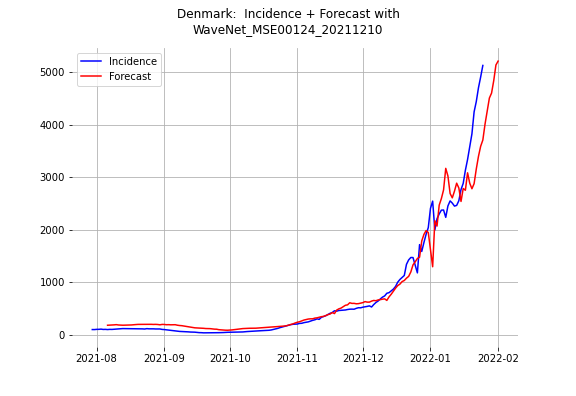 Denmark:  Incidence + Forecast with
WaveNet_MSE00124_20211210
Incidence
Forecast
5000
4000
3000
2000
1000
0
2021-08 2021-09 2021-10 2021-11 2021-12 2022-01 2022-02